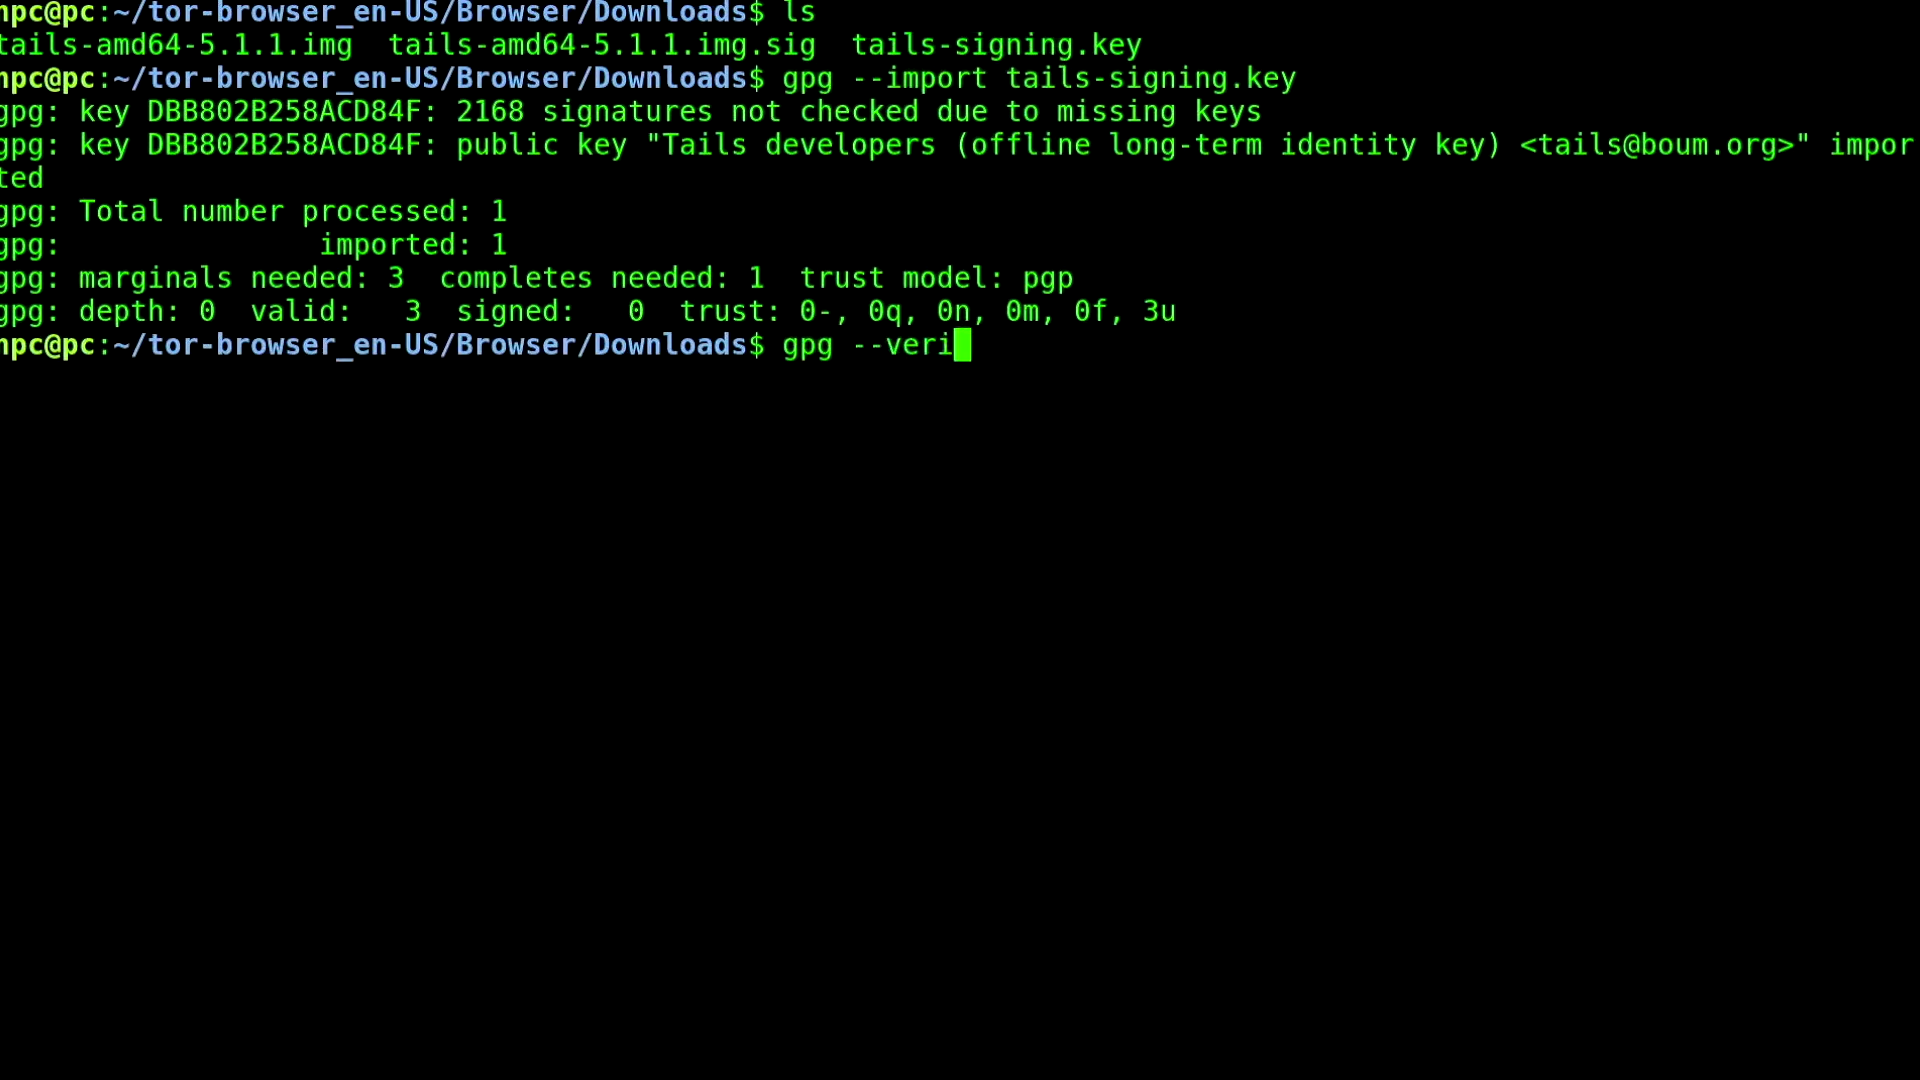 npc@pc:~/tor-browser_en-US/Browser/Downloads$ ls
tails-amd64-5.1.1.img  tails-amd64-5.1.1.img.sig  tails-signing.key
npc@pc:~/tor-browser_en-US/Browser/Downloads$ gpg --import tails-signing.key
gpg: key DBB802B258ACD84F: 2168 signatures not checked due to missing keys
gpg: key DBB802B258ACD84F: public key "Tails developers (offline long-term identity key) <tails@boum.org>" impor
ted
gpg: Total number processed: 1
gpg:               imported: 1
gpg: marginals needed: 3  completes needed: 1  trust model: pgp
gpg: depth: 0  valid:   3  signed:   0  trust: 0-, 0q, 0n, 0m, 0f, 3u
npc@pc:~/tor-browser_en-US/Browser/Downloads$ gpg --veri